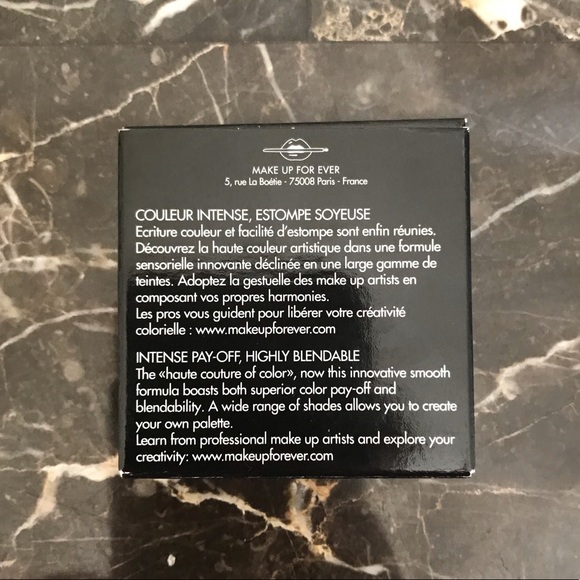 MAKE UP FOR EVER
5, rue La Boétie - 75008 Paris - France
COULEUR INTENSE, ESTOMPE SOYEUSE
Ecriture couleur et facilité d'estompe sont enfin réunies.
Découvrez la haute couleur artistique dans une formule
sensorielle innovante déclinée en une large gamme de
teintes. Adoptez la gestuelle des make up artists en
composant vos propres harmonies.
Les pros vous guident pour libérer votre créativité
colorielle : www.makeupforever.com
INTENSE PAY-OFF, HIGHLY BLENDABLE
The «haute couture of color», now this innovative smooth
formula boasts both superior color pay-off and
blendability. A wide range of shades allows you to create
your own palette.
Learn from professional make up artists and explore your
creativity: www.makeupforever.com